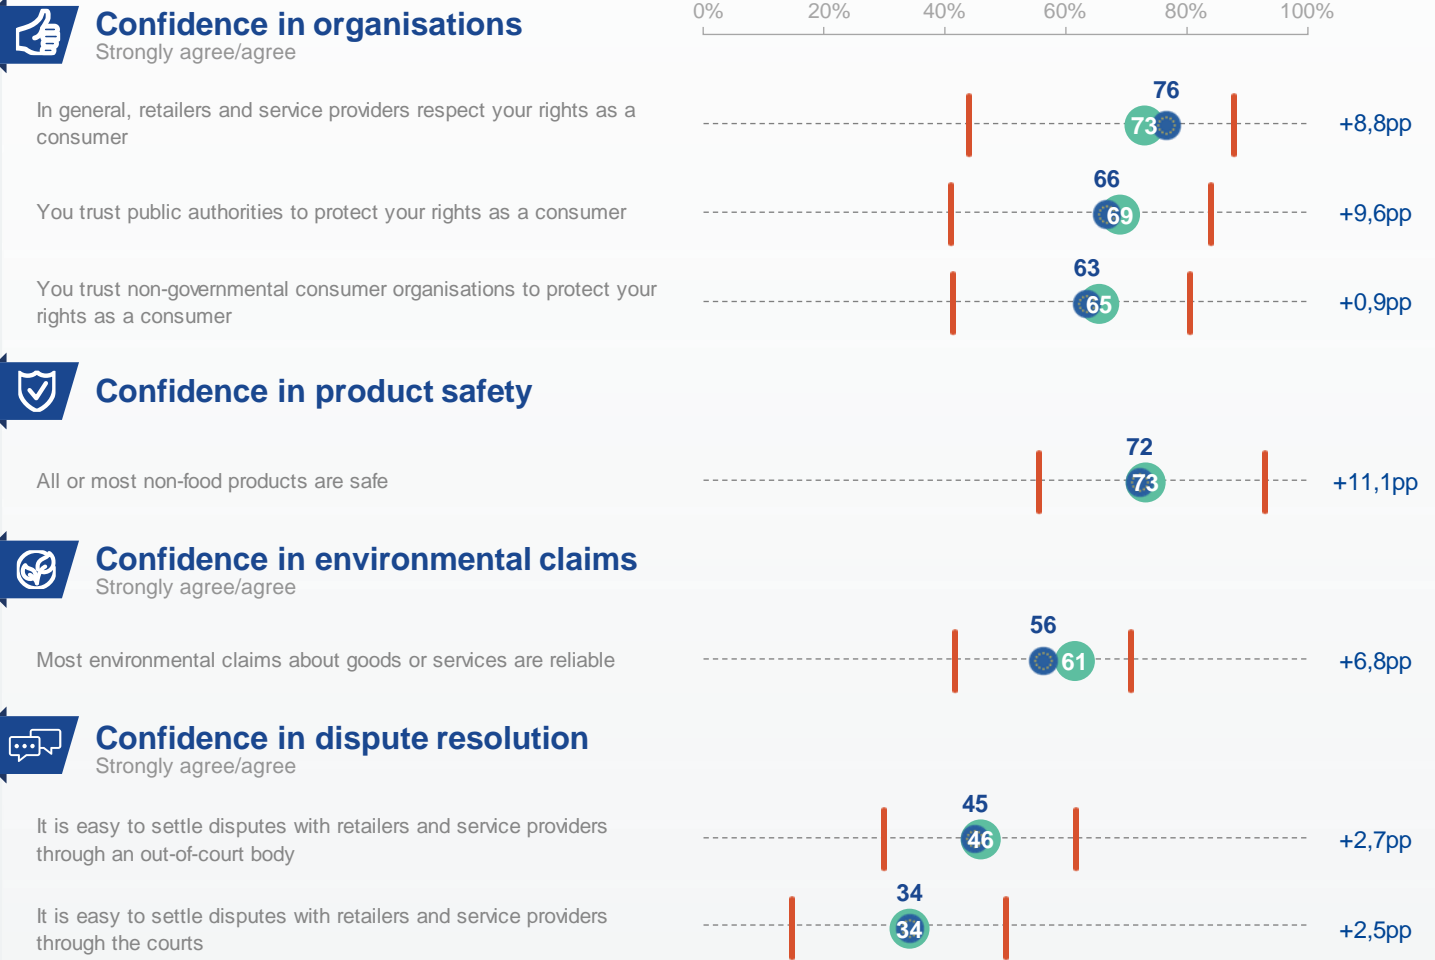 0% 20% 40% 60% 80% 100%
Confidence in organisations
Strongly agree/agree
76
In general, retailers and service providers respect your rights as a
consumer
73
+8,8pp
66
You trust public authorities to protect your rights as a consumer
69
+9,6pp
63
You trust non-governmental consumer organisations to protect your
rights as a consumer
65
+0,9pp
Confidence in product safety
72
All or most non-food products are safe
73
+11,1pp
Confidence in environmental claims
Strongly agree/agree
56
Most environmental claims about goods or services are reliable
61
+6,8pp
Confidence in dispute resolution
Strongly agree/agree
45
It is easy to settle disputes with retailers and service providers
through an out-of-court body
46
+2,7pp
34
It is easy to settle disputes with retailers and service providers
through the courts
34
+2,5pp